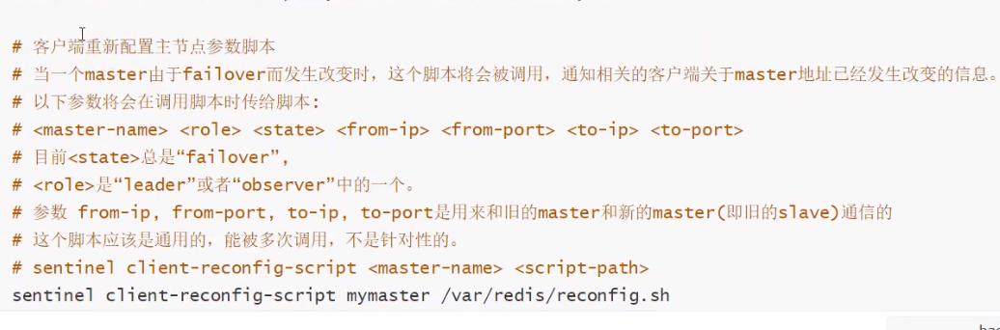 # 客户端重新配置主节点参数脚本
# 当一个master由于failover而发生改变时，这个脚本将会被调用，通知相关的客户端关于master地址已经发生改变的信息。
# 以下参数将会在调用脚本时传给脚本:
# <master-name> <role> <state> <from-ip> <from-port> <to-ip> <to-port>
# 目前<state>总是“failover”,
# <role>是“leader”或者“observer”中的一个。
# 参数 from-ip, from-port, to-ip, to-port是用来和旧的master和新的master(即旧的slave)通信的
# 这个脚本应该是通用的，能被多次调用，不是针对性的。
# sentinel client-reconfig-script <master-name> <script-path>
sentinel client-reconfig-script mymaster /var/redis/reconfig.sh